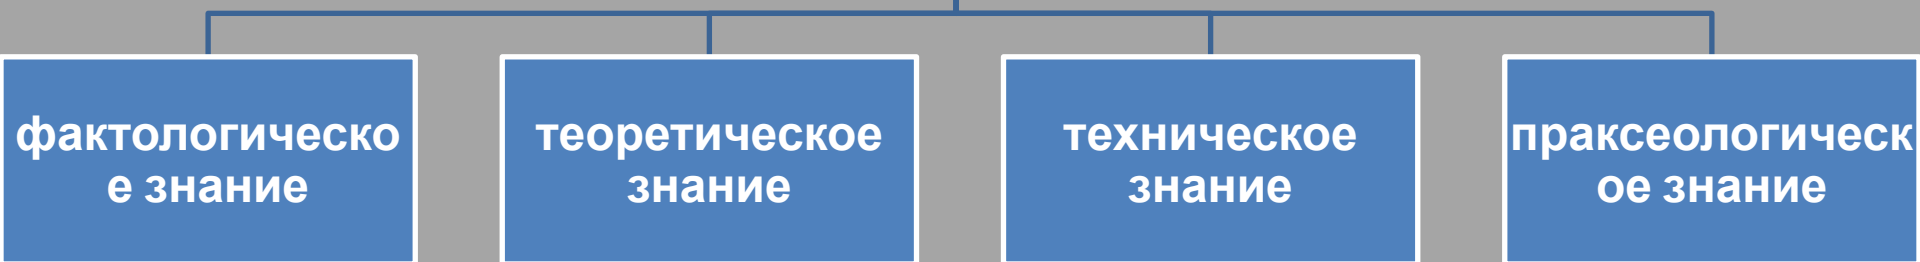 фактологическо
е знание
теоретическое
знание
техническое
знание
праксеологическ
ое знание